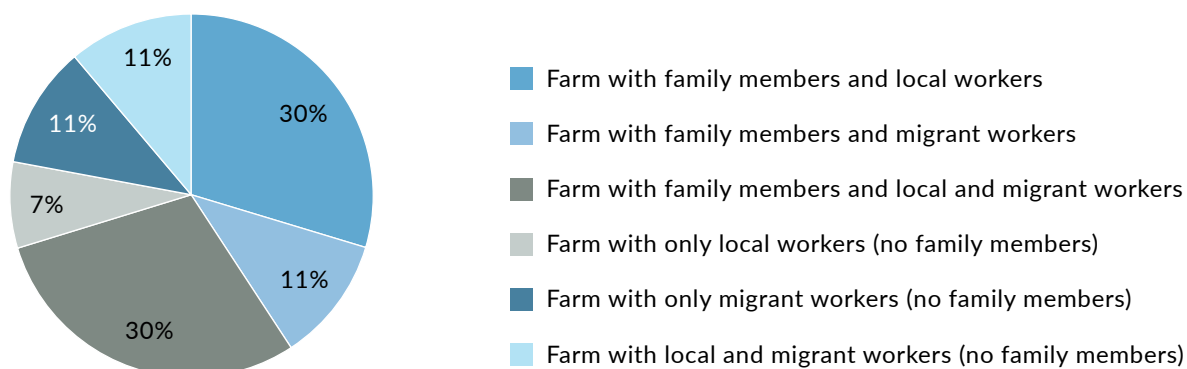 11%
30%
11%
7%
11%
30%
Farm with family members and local workers
Farm with family members and migrant workers
Farm with family members and local and migrant workers
Farm with only local workers (no family members)
Farm with only migrant workers (no family members)
Farm with local and migrant workers (no family members)